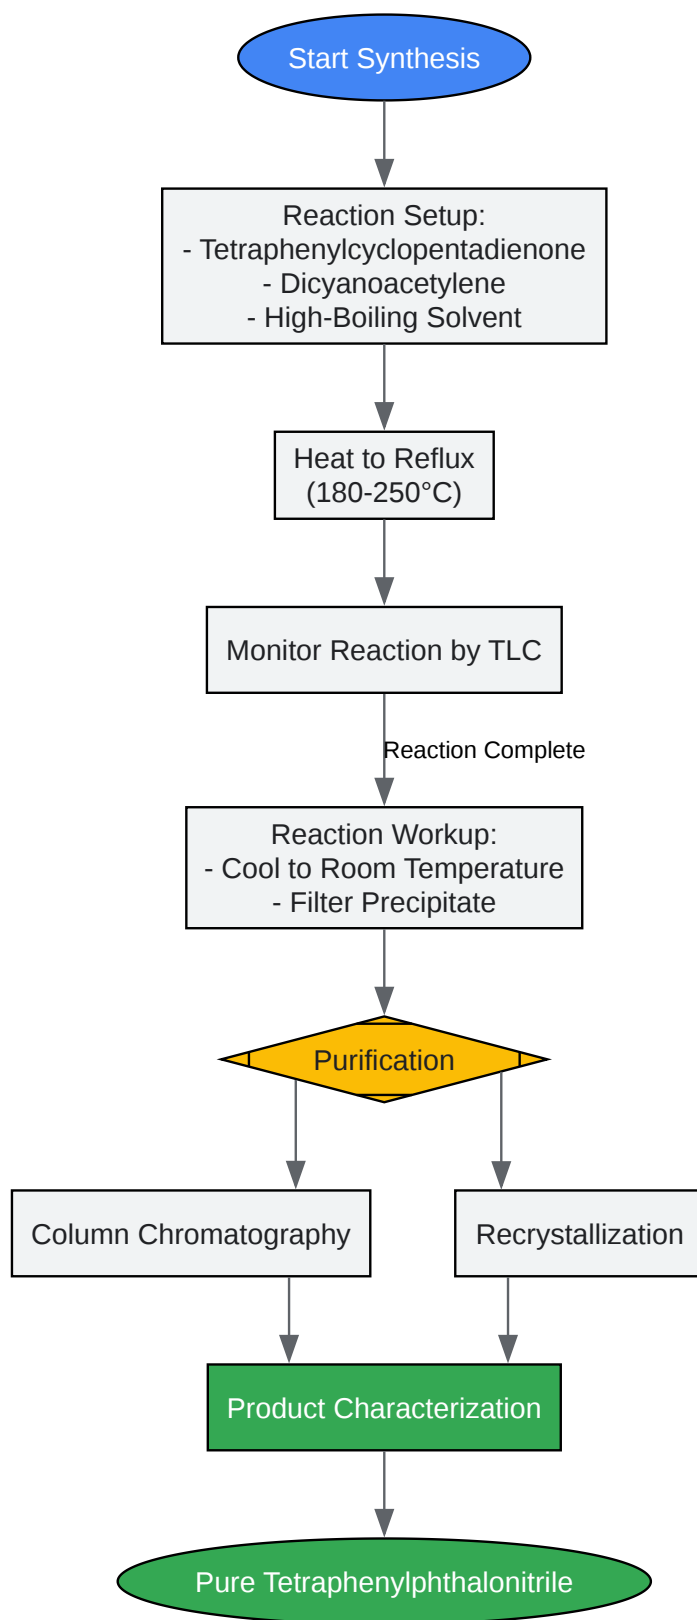 Start Synthesis
Reaction Setup:
- Tetraphenylcyclopentadienone
- Dicyanoacetylene
- High-Boiling Solvent
Heat to Reflux
(180-250°C)
Monitor Reaction by TLC
Reaction Complete
Reaction Workup:
- Cool to Room Temperature
- Filter Precipitate
Purification
Column Chromatography
Recrystallization
Product Characterization
Pure Tetraphenylphthalonitrile